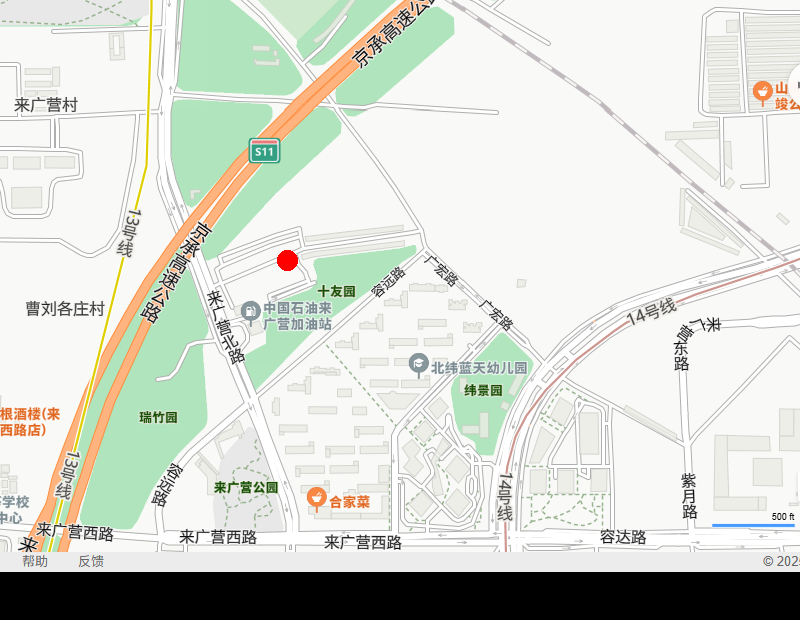 京承高速公路
山
竣公
来广营村
S11
13号线
京承高速公路
广宏路
容远路
十友园
中国石油来
广营加油站
来广营北路
曹刘各庄村
广宏路
14号线
来广营东路
北纬蓝天幼儿园
纬景园
根酒楼(来
西路店)
瑞竹园
13号线
容远路
来广营公园
合家菜
14号线
紫月路
学校
中心
500 ft
来广营西路
来广营西路
来广营西路
容达路
来
帮助
反馈
© 202